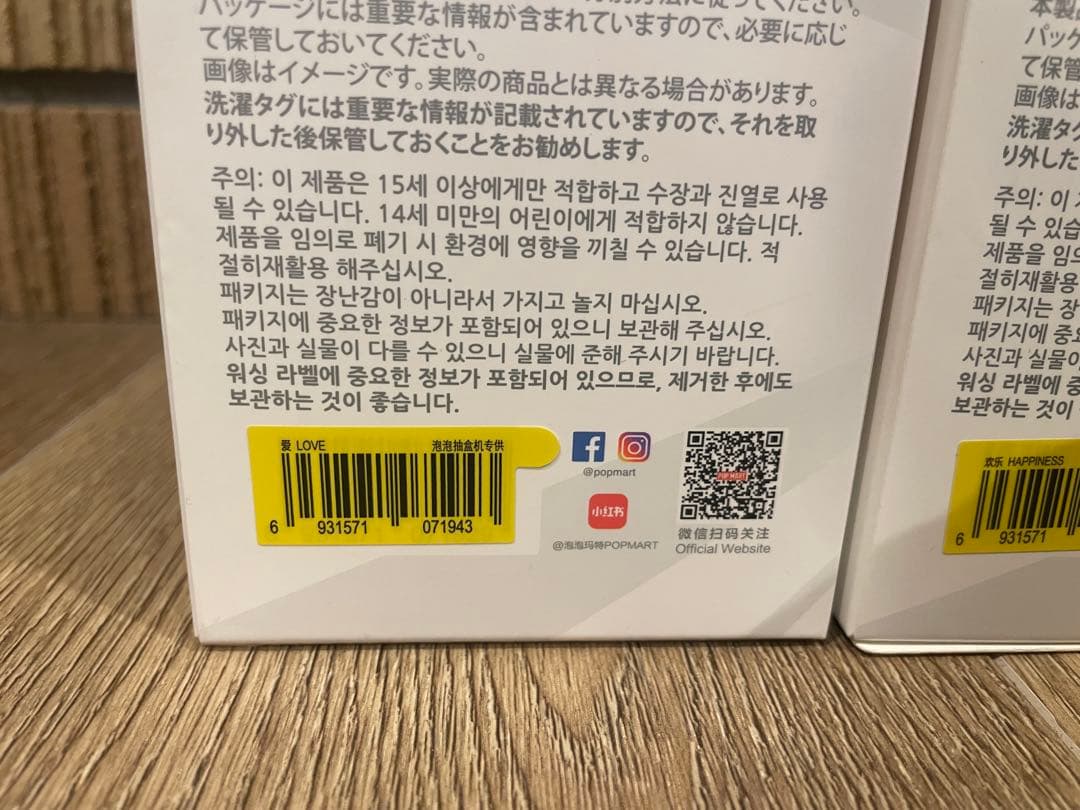 パッケージには重要な情報が含まれていますので、必要に応じ
て保管しておいてください。
画像はイメージです。実際の商品とは異なる場合があります。
洗濯タグには重要な情報が記載されていますので、それを取
り外した後保管しておくことをお勧めします。
주의: 이 제품은 15세 이상에게만 적합하고 수장과 진열로 사용
될 수 있습니다. 14세 미만의 어린이에게 적합하지 않습니다.
제품을 임의로 폐기 시 환경에 영향을 끼칠 수 있습니다. 적
절히재활용 해주십시오.
패키지는 장난감이 아니라서 가지고 놀지 마십시오.
패키지에 중요한 정보가 포함되어 있으니 보관해 주십시오.
사진과 실물이 다를 수 있으니 실물에 준해 주시기 바랍니다.
워싱 라벨에 중요한 정보가 포함되어 있으므로, 제거한 후에도
보관하는 것이 좋습니다.
爱 LOVE 泡泡抽盒机专供
6 931571 071943
@popmart
小红书
@泡泡玛特POPMART
POP MART
微信扫码关注
Official Website
本製
パッケ
て保管
画像は
洗濯タグ
り外した
주의: 이
될 수 있습
제품을 임의
절히재활용
패키지는 장
패키지에 중요
사진과 실물이
워싱 라벨에 중
보관하는 것이
欢乐 HAPPINESS
6 931571